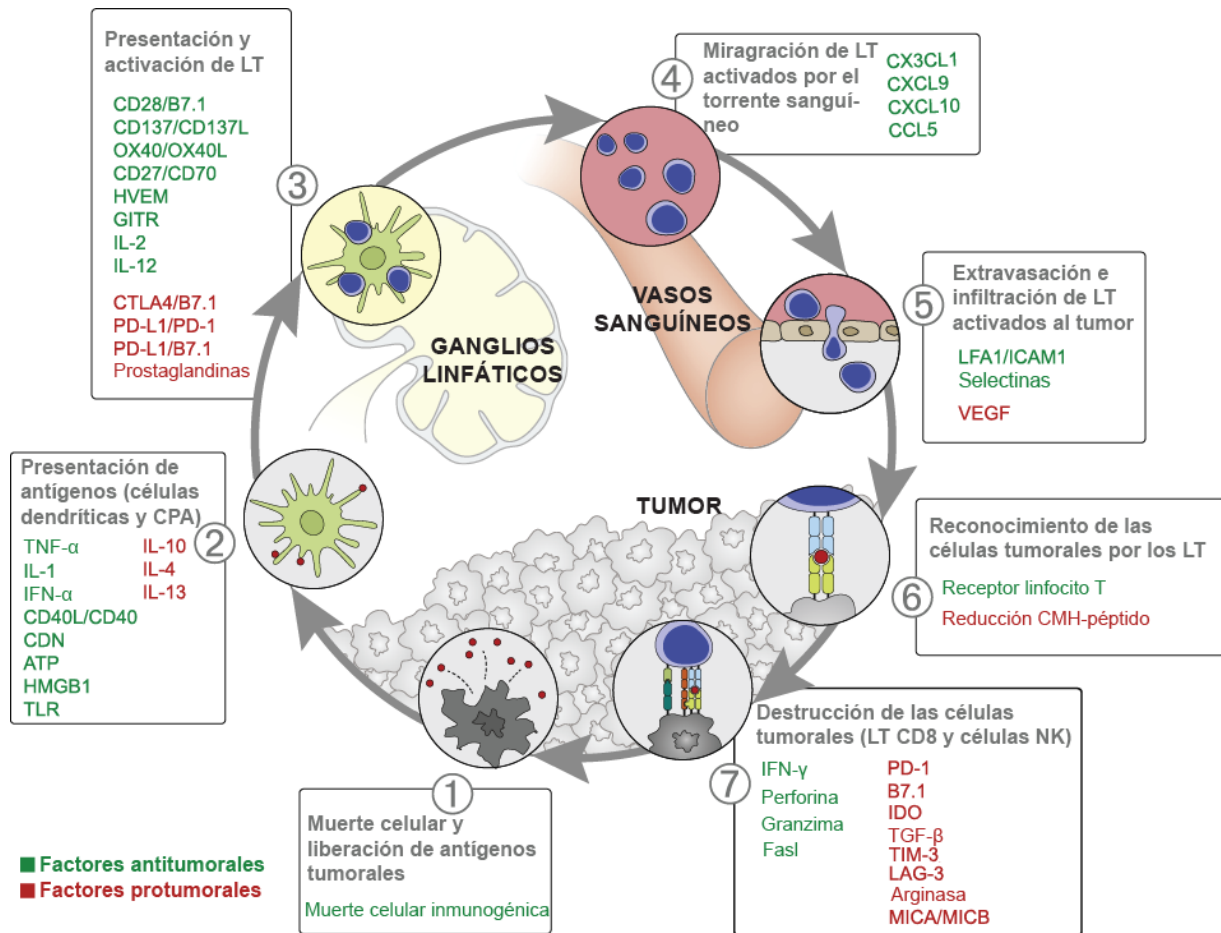 Presentación y
activación de LT
CD28/B7.1
CD137/CD137L
OX40/OX40L
CD27/CD70
HVEM
GITR
IL-2
IL-12
CTLA4/B7.1
PD-L1/PD-1
PD-L1/B7.1
Prostaglandinas
3
4
Miragración de LT
activados por el
torrente sanguí-
neo
CX3CL1
CXCL9
CXCL10
CCL5
VASOS
SANGUÍNEOS
GANGLIOS
LINFÁTICOS
5
Extravasación e
infiltración de LT
activados al tumor
LFA1/ICAM1
Selectinas
VEGF
Presentación de
antígenos (células
dendríticas y CPA)
2
TNF-α
IL-1
IFN-α
CD40L/CD40
CDN
ATP
HMGB1
TLR
IL-10
IL-4
IL-13
TUMOR
6
Reconocimiento de las
células tumorales por los LT
Receptor linfocito T
Reducción CMH-péptido
7
Destrucción de las células
tumorales (LT CD8 y células NK)
IFN-γ
Perforina
Granzima
Fasl
PD-1
B7.1
IDO
TGF-β
TIM-3
LAG-3
Arginasa
MICA/MICB
1
Muerte celular y
liberación de antígenos
tumorales
Muerte celular inmunogénica
Factores antitumorales
Factores protumorales